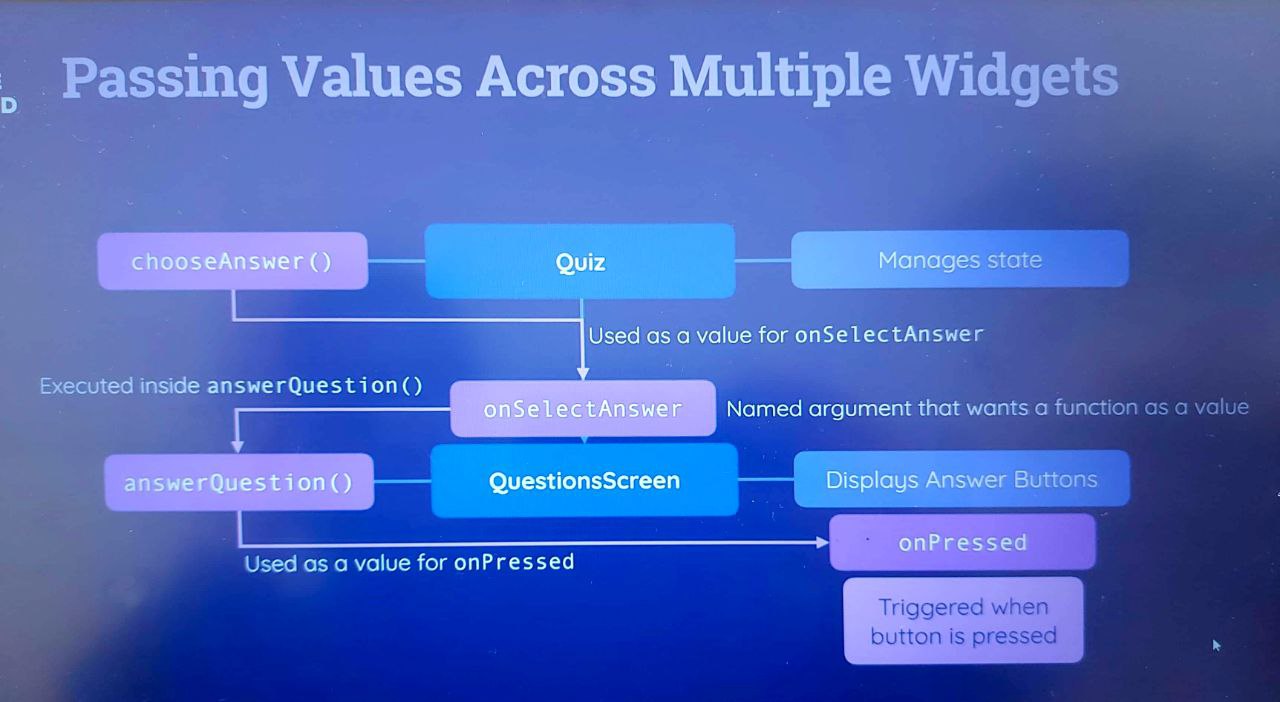 Passing Values Across Multiple Widgets
D
chooseAnswer()
Quiz
Manages state
Used as a value for onSelectAnswer
Executed inside answerQuestion()
onSelectAnswer
Named argument that wants a function as a value
answerQuestion()
QuestionsScreen
Displays Answer Buttons
onPressed
Used as a value for onPressed
Triggered when
button is pressed